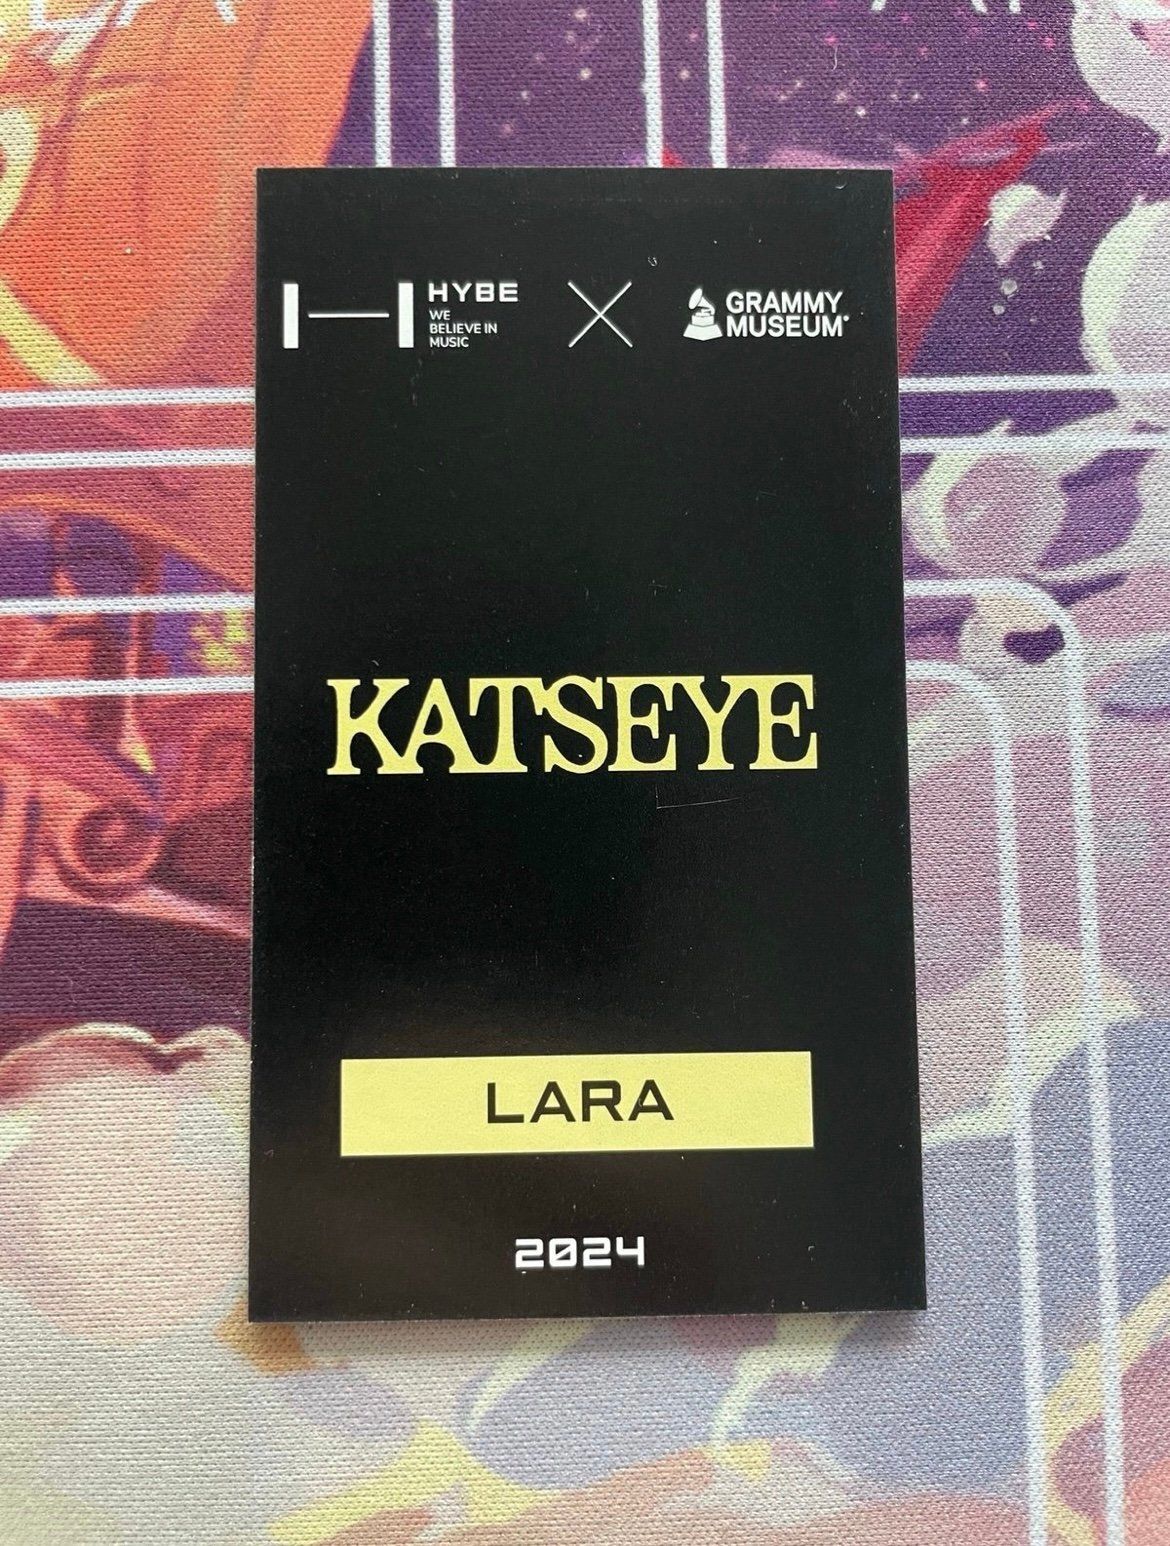 HYBE
WE
BELIEVE IN
MUSIC
GRAMMY
MUSEUM
KATSEYE
LARA
2024